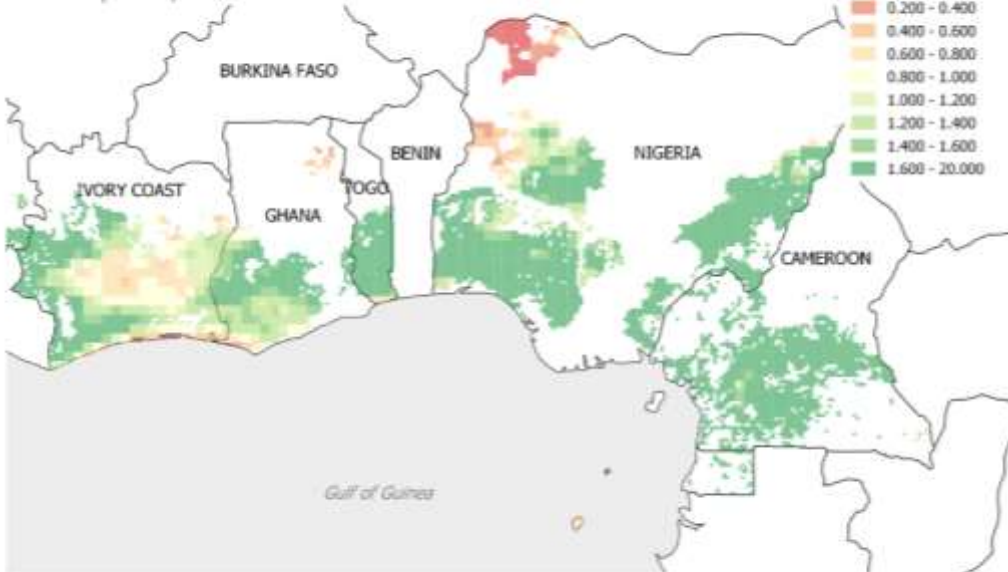 0.200 - 0.400
0.400 - 0.600
0.600 - 0.800
0.800 - 1.000
1.000 - 1.200
1.200 - 1.400
1.400 - 1.600
1.600 - 20.000
BURKINA FASO
BENIN
NIGERIA
IVORY COAST
TOGO
GHANA
CAMEROON
Gulf of Guinea